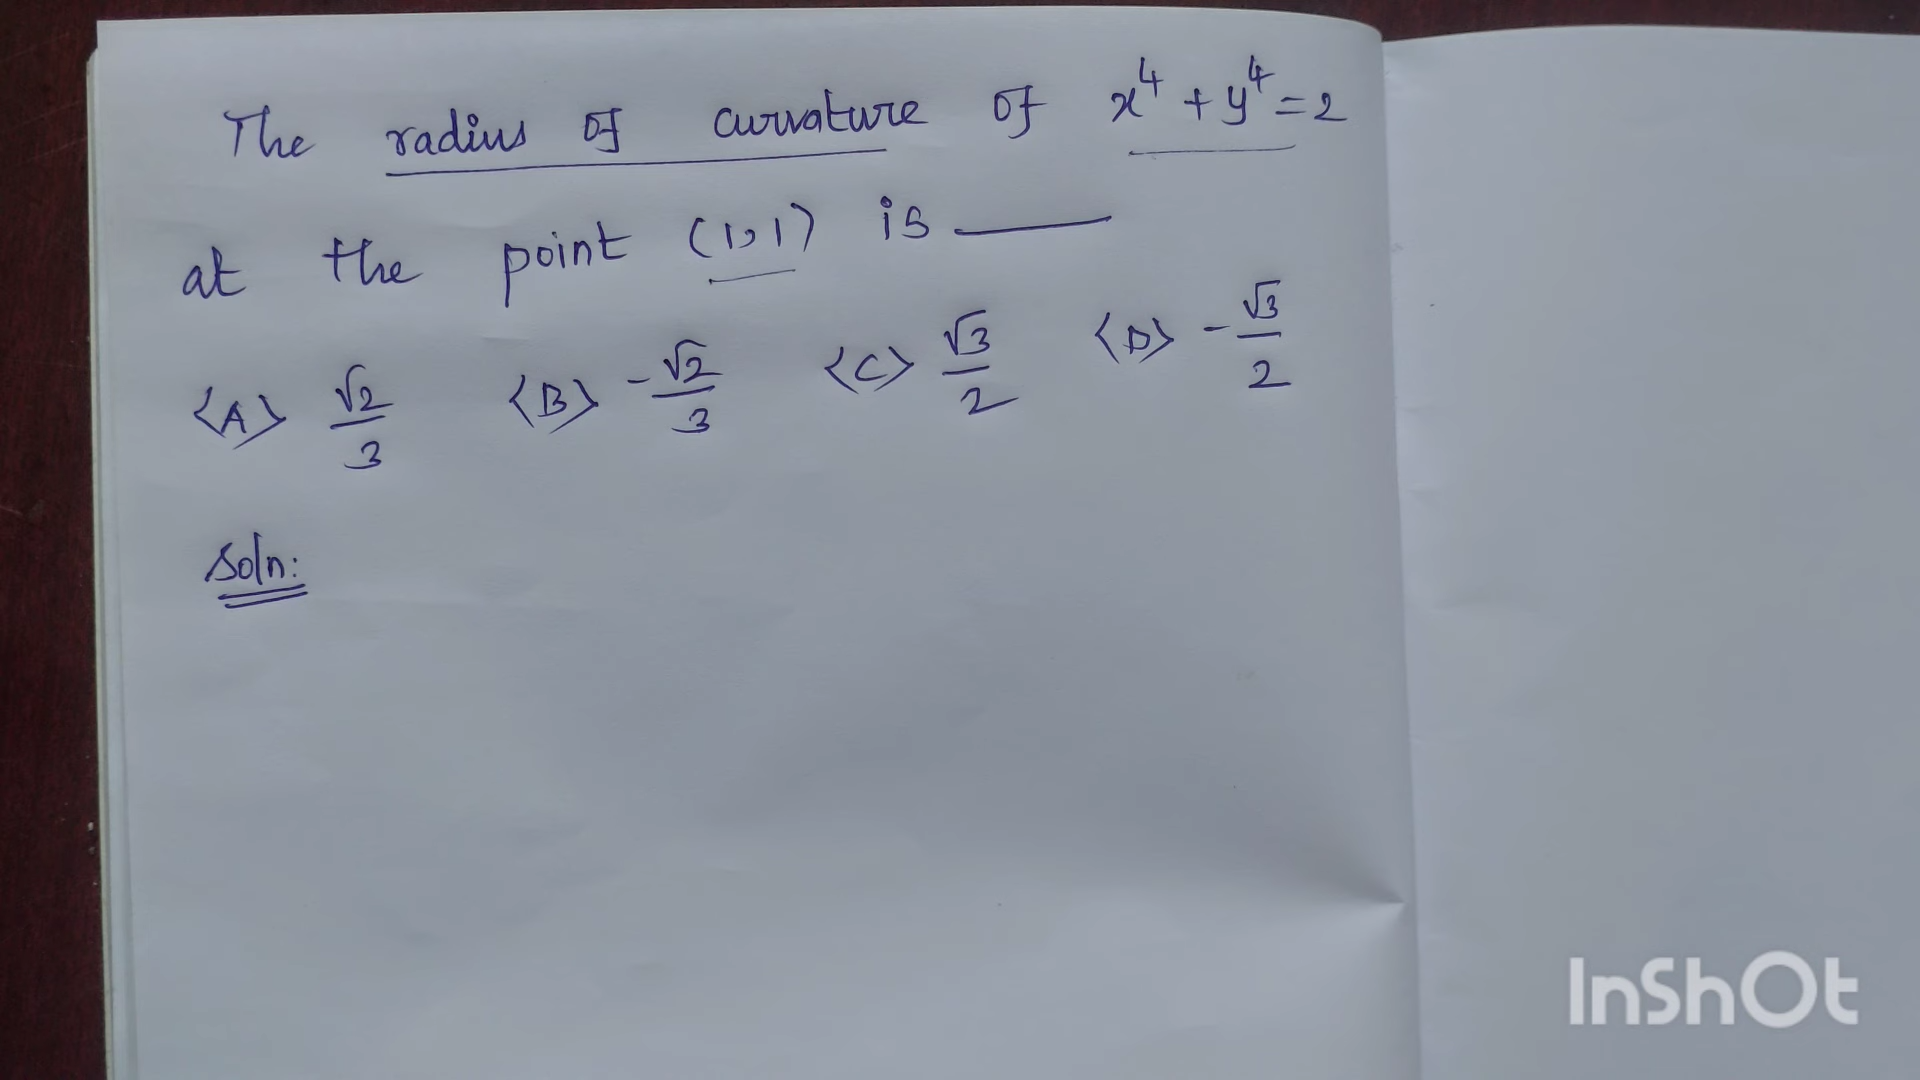 The radius of curvature of x⁴ + y⁴ = 2
at the point (1,1) is ____
<A> √2/3 <B> -√2/3 <C> √3/2 <D> -√3/2
Soln:
InShOt